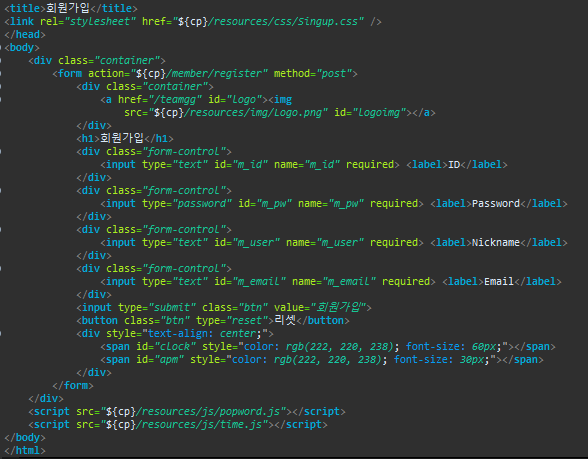 <title>회원가입</title>
<link rel="stylesheet" href="${cp}/resources/css/Singup.css" />
</head>
<body>
<div class="container">
<form action="${cp}/member/register" method="post">
<div class="container">
<a href="/teamgg" id="logo"><img
src="${cp}/resources/img/Logo.png" id="logoimg"></a>
</div>
<h1>회원가입</h1>
<div class="form-control">
<input type="text" id="m_id" name="m_id" required> <label>ID</label>
</div>
<div class="form-control">
<input type="password" id="m_pw" name="m_pw" required> <label>Password</label>
</div>
<div class="form-control">
<input type="text" id="m_user" name="m_user" required> <label>Nickname</label>
</div>
<div class="form-control">
<input type="text" id="m_email" name="m_email" required> <label>Email</label>
</div>
<input type="submit" class="btn" value="회원가입">
<button class="btn" type="reset">리셋</button>
<div style="text-align: center;">
<span id="clock" style="color: rgb(222, 220, 238); font-size: 60px;"></span>
<span id="apm" style="color: rgb(222, 220, 238); font-size: 30px;"></span>
</div>
</form>
</div>
<script src="${cp}/resources/js/popword.js"></script>
<script src="${cp}/resources/js/time.js"></script>
</body>
</html>